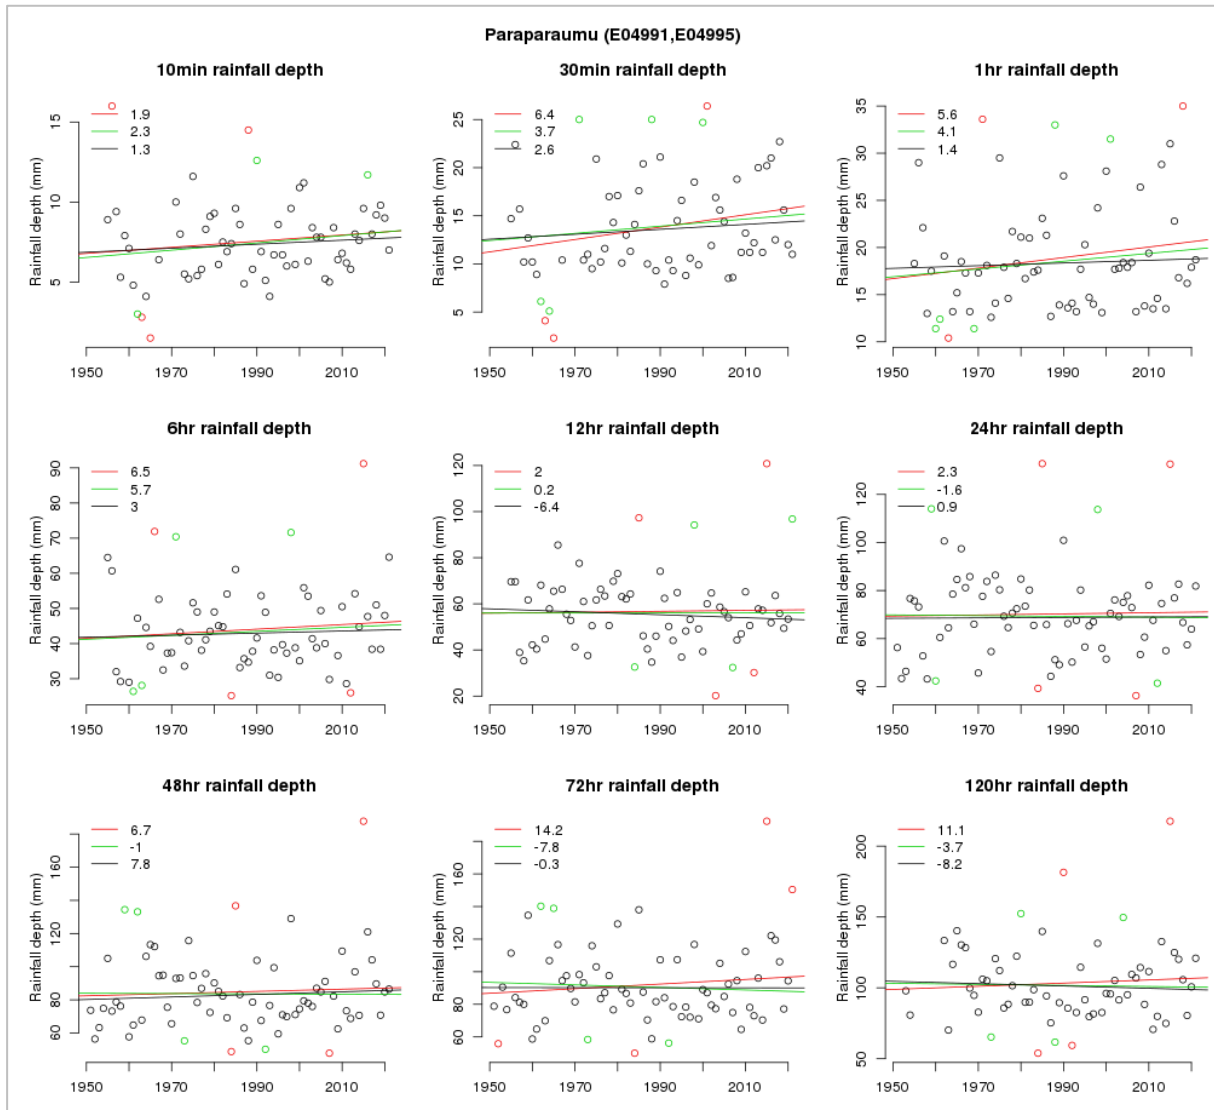 Paraparaumu (E04991,E04995)
10min rainfall depth
Rainfall depth (mm)
15
10
5
1.9
2.3
1.3
1950 1970 1990 2010
30min rainfall depth
Rainfall depth (mm)
25
20
15
10
5
6.4
3.7
2.6
1950 1970 1990 2010
1hr rainfall depth
Rainfall depth (mm)
35
30
25
20
15
10
5.6
4.1
1.4
1950 1970 1990 2010
6hr rainfall depth
Rainfall depth (mm)
90
80
70
60
50
40
30
6.5
5.7
3
1950 1970 1990 2010
12hr rainfall depth
Rainfall depth (mm)
120
100
80
60
40
20
2
0.2
-6.4
1950 1970 1990 2010
24hr rainfall depth
Rainfall depth (mm)
120
100
80
60
40
2.3
-1.6
0.9
1950 1970 1990 2010
48hr rainfall depth
Rainfall depth (mm)
160
120
80
60
6.7
-1
7.8
1950 1970 1990 2010
72hr rainfall depth
Rainfall depth (mm)
160
120
80
60
14.2
-7.8
-0.3
1950 1970 1990 2010
120hr rainfall depth
Rainfall depth (mm)
200
150
100
50
11.1
-3.7
-8.2
1950 1970 1990 2010